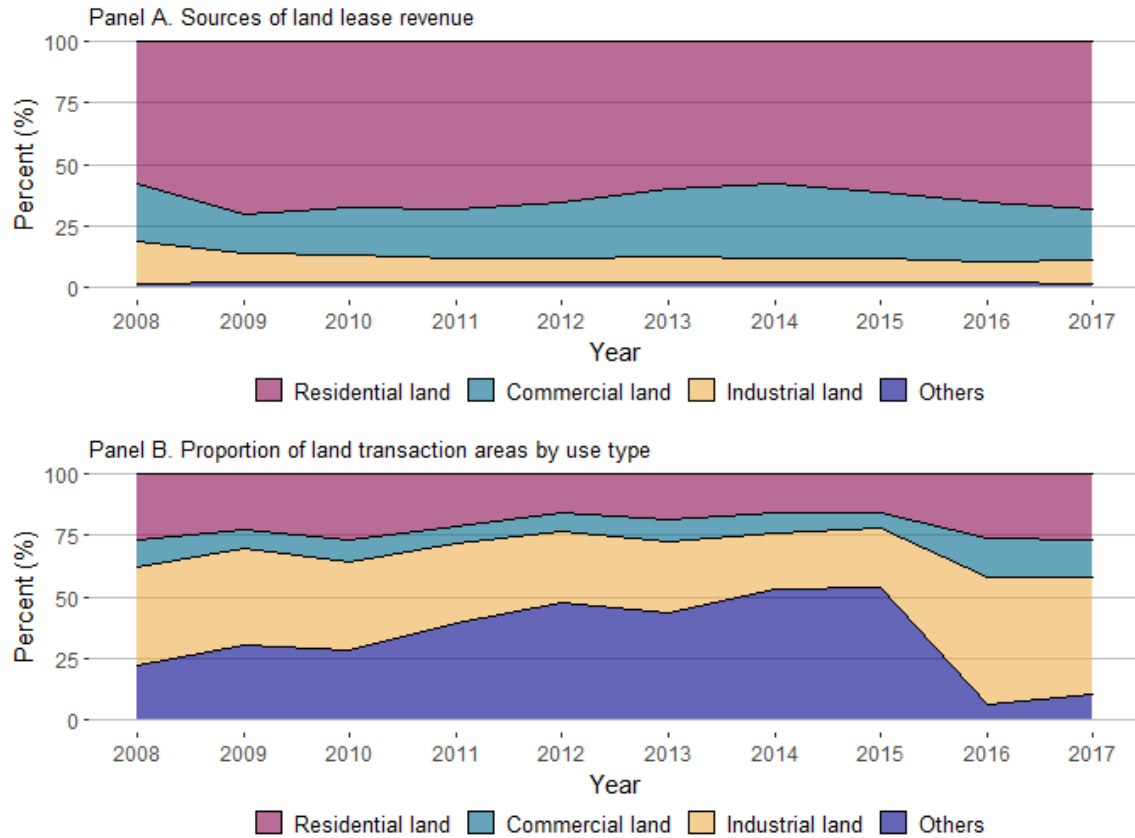 Panel A. Sources of land lease revenue
100
75
50
25
0
Percent (%)
2008 2009 2010 2011 2012 2013 2014 2015 2016 2017
Year
Residential land Commercial land Industrial land Others
Panel B. Proportion of land transaction areas by use type
100
75
50
25
0
Percent (%)
2008 2009 2010 2011 2012 2013 2014 2015 2016 2017
Year
Residential land Commercial land Industrial land Others